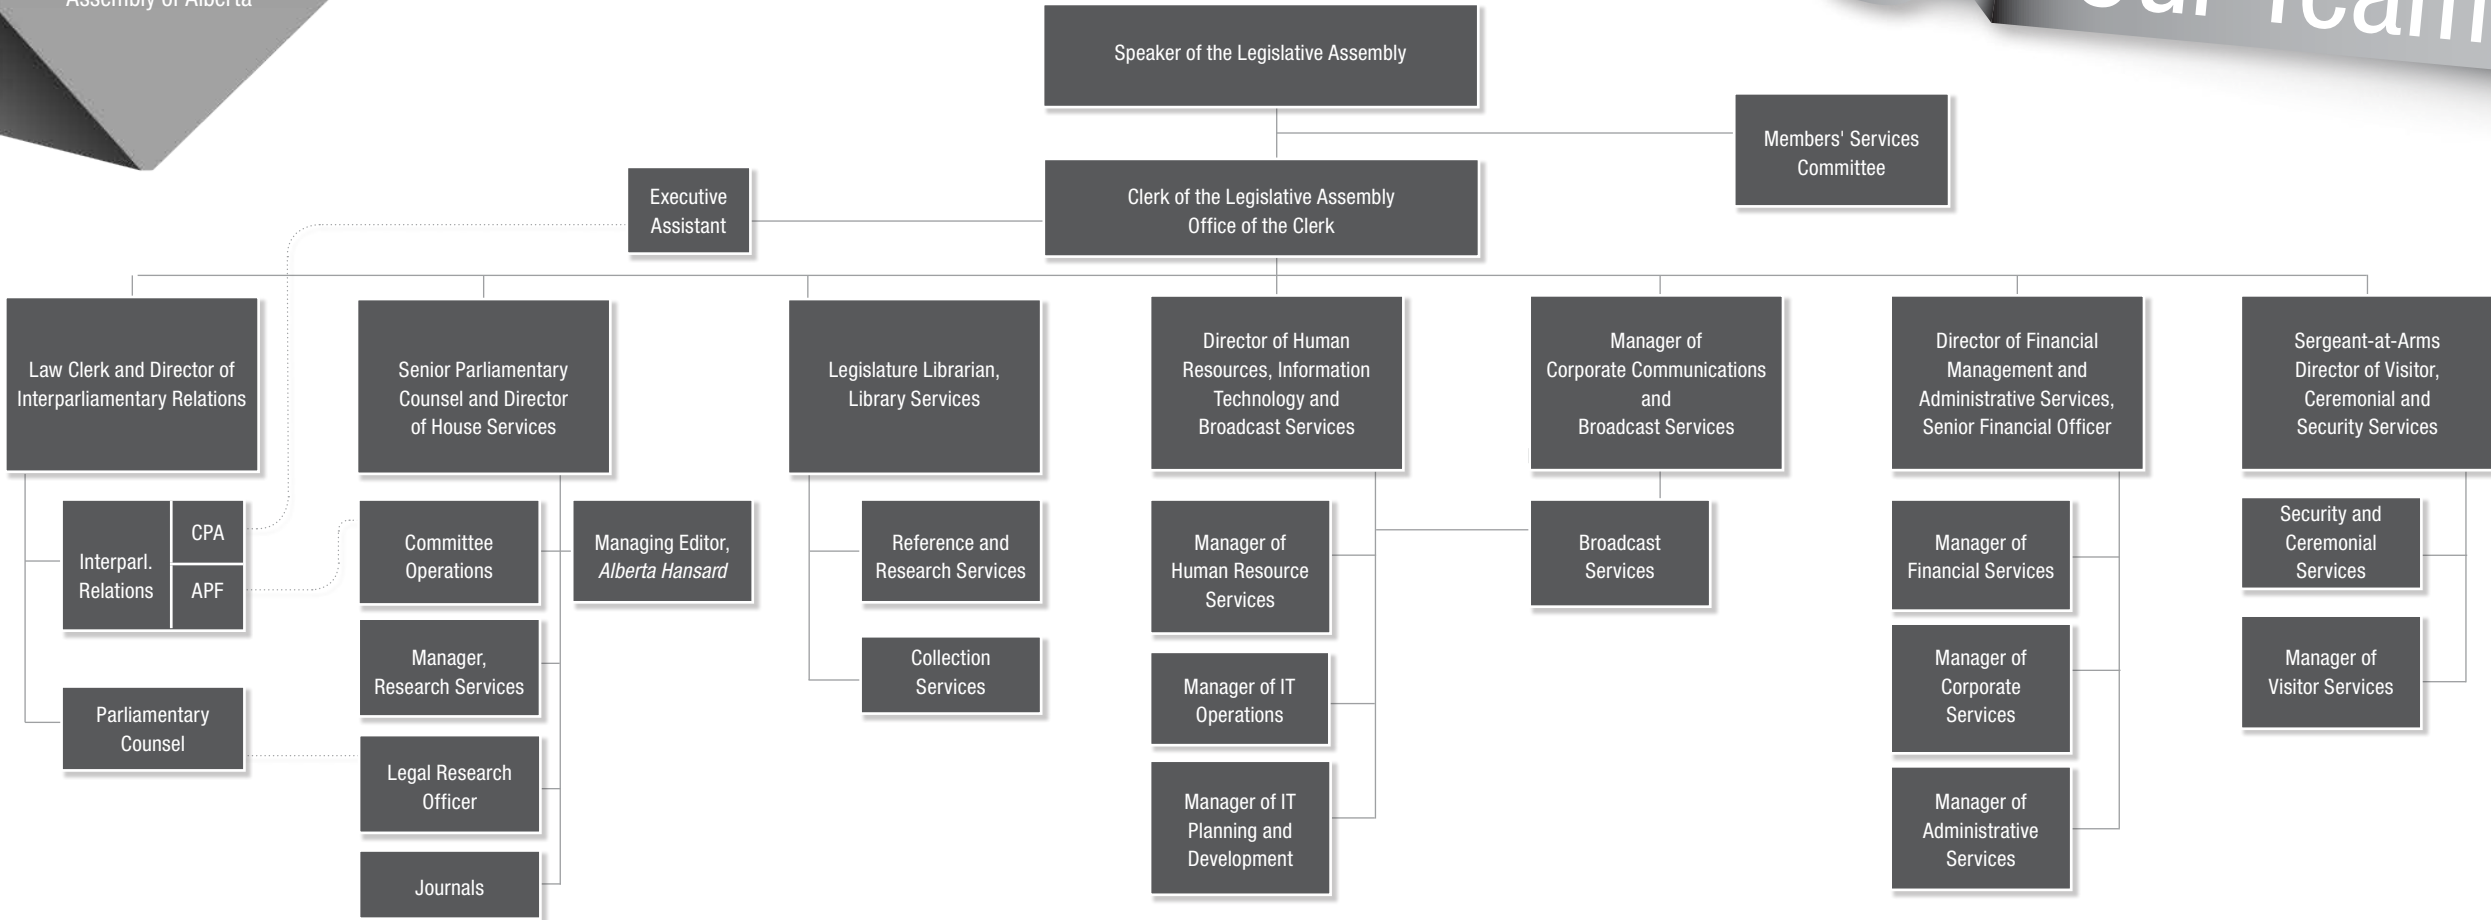 Assembly of Alberta
Our Team
Speaker of the Legislative Assembly
Members' Services
Committee
Executive
Assistant
Clerk of the Legislative Assembly
Office of the Clerk
Law Clerk and Director of
Interparliamentary Relations
Senior Parliamentary
Counsel and Director
of House Services
Legislature Librarian,
Library Services
Director of Human
Resources, Information
Technology and
Broadcast Services
Manager of
Corporate Communications
and
Broadcast Services
Director of Financial
Management and
Administrative Services,
Senior Financial Officer
Sergeant-at-Arms
Director of Visitor,
Ceremonial and
Security Services
Interparl.
Relations
CPA
APF
Parliamentary
Counsel
Committee
Operations
Managing Editor,
Alberta Hansard
Manager,
Research Services
Legal Research
Officer
Journals
Reference and
Research Services
Collection
Services
Manager of
Human Resource
Services
Manager of IT
Operations
Manager of IT
Planning and
Development
Broadcast
Services
Manager of
Financial Services
Manager of
Corporate
Services
Manager of
Administrative
Services
Security and
Ceremonial
Services
Manager of
Visitor Services